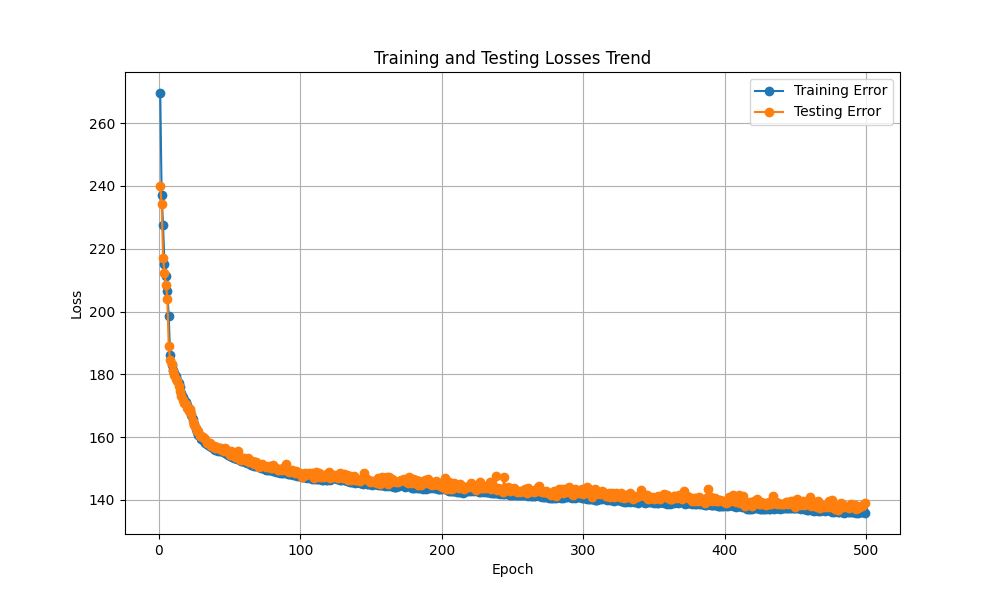 Training and Testing Losses Trend
Training Error
Testing Error
260
240
220
200
180
160
140
Loss
0 100 200 300 400 500
Epoch